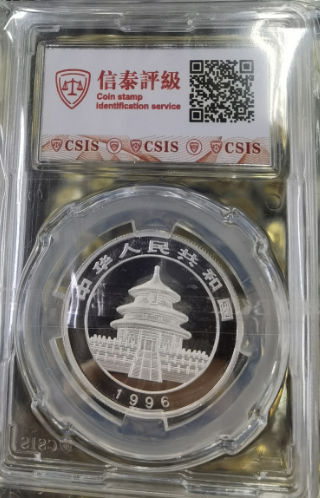 信泰評級
Coin stamp
identification service
CSIS CSIS CSIS
中华人民共和国
1996
CSIS